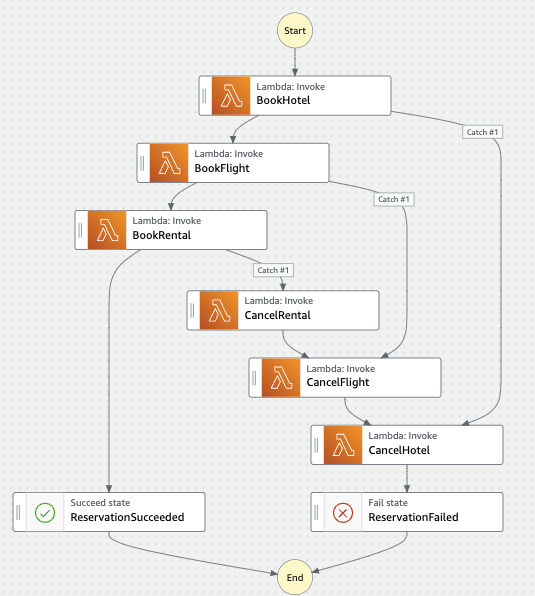 Start
Lambda: Invoke
BookHotel
Catch #1
Lambda: Invoke
BookFlight
Catch #1
Lambda: Invoke
BookRental
Catch #1
Lambda: Invoke
CancelRental
Lambda: Invoke
CancelFlight
Lambda: Invoke
CancelHotel
Succeed state
ReservationSucceeded
Fail state
ReservationFailed
End